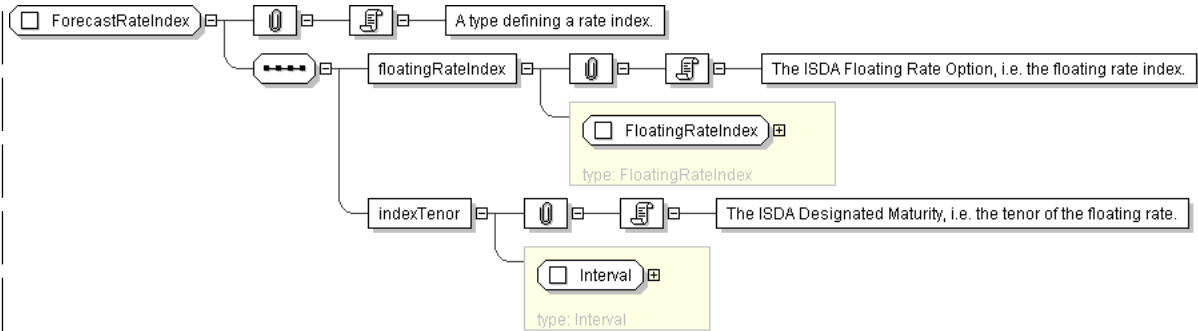 ForecastRateIndex
A type defining a rate index.
floatingRateIndex
The ISDA Floating Rate Option, i.e. the floating rate index.
FloatingRateIndex
type: FloatingRateIndex
indexTenor
The ISDA Designated Maturity, i.e. the tenor of the floating rate.
Interval
type: Interval